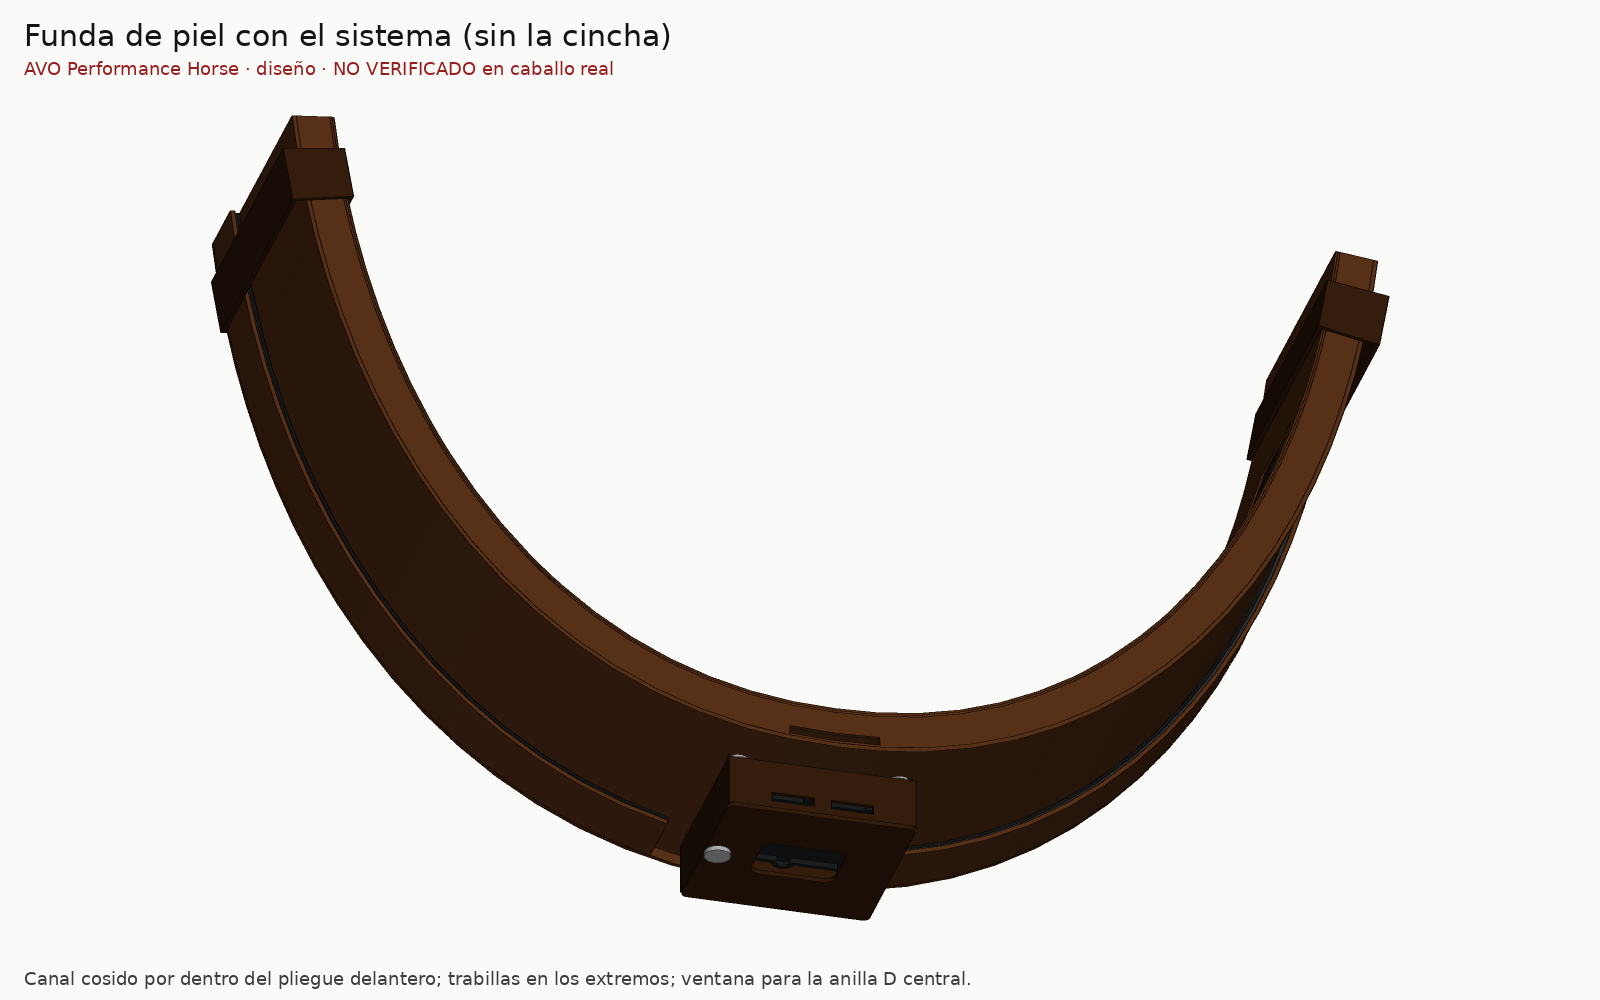 Funda de piel con el sistema (sin la cincha)
AVO Performance Horse · diseño · NO VERIFICADO en caballo real
Canal cosido por dentro del pliegue delantero; trabillas en los extremos; ventana para la anilla D central.